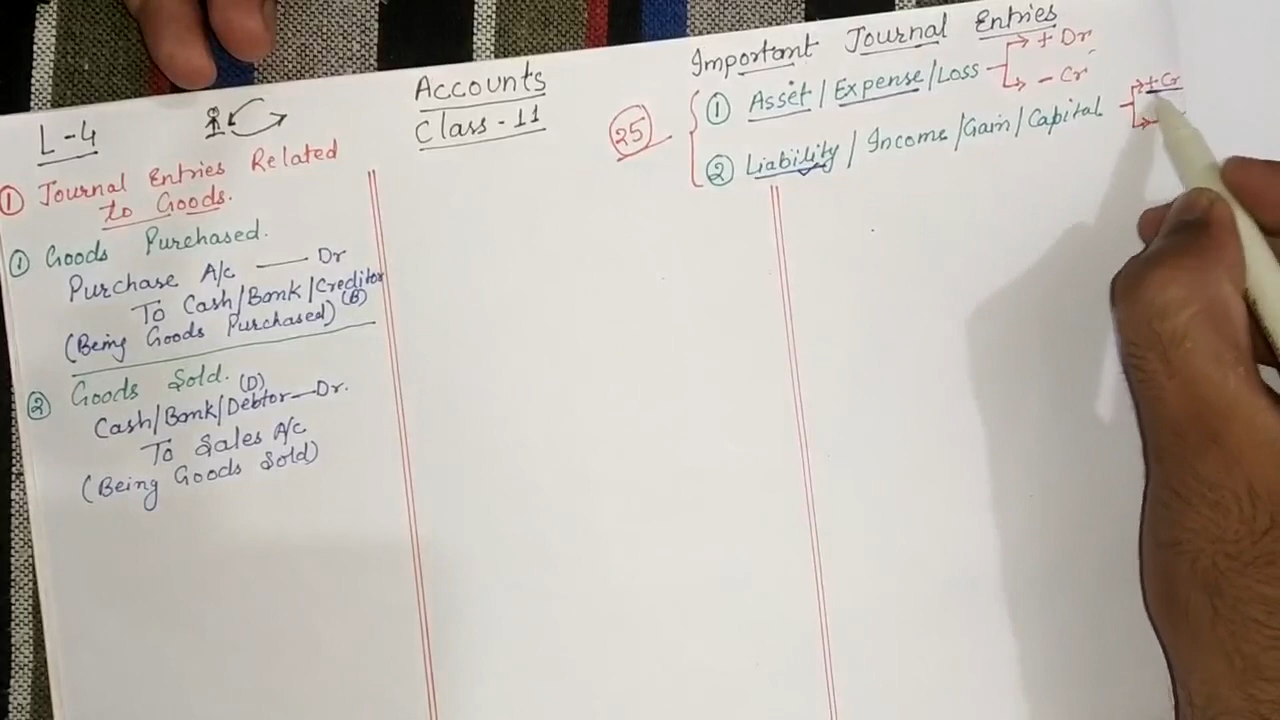 L-4
Accounts
Class-11
Important Journal Entries
25
① Asset / Expense / Loss
+ Dr
- Cr
② Liability / Income / Gain / Capital
+ Cr
① Journal Entries Related
to Goods.
① Goods Purchased.
Purchase A/c —— Dr
To Cash/Bank/Creditor
(B)
(Being Goods Purchased)
② Goods Sold.
(D)
Cash/Bank/Debtor—Dr.
To Sales A/c
(Being Goods Sold)